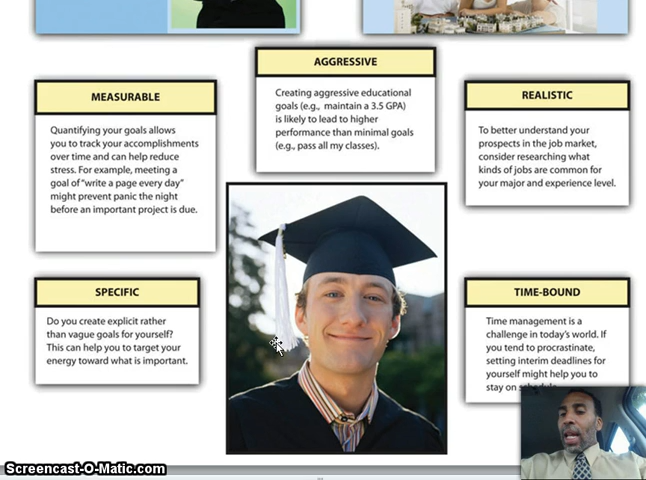 AGGRESSIVE
Creating aggressive educational
goals (e.g., maintain a 3.5 GPA)
is likely to lead to higher
performance than minimal goals
(e.g., pass all my classes).
MEASURABLE
Quantifying your goals allows
you to track your accomplishments
over time and can help reduce
stress. For example, meeting a
goal of "write a page every day"
might prevent panic the night
before an important project is due.
REALISTIC
To better understand your
prospects in the job market,
consider researching what
kinds of jobs are common for
your major and experience level.
SPECIFIC
Do you create explicit rather
than vague goals for yourself?
This can help you to target your
energy toward what is important.
TIME-BOUND
Time management is a
challenge in today's world. If
you tend to procrastinate,
setting interim deadlines for
yourself might help you to
stay on schedule.
Screencast-O-Matic.com